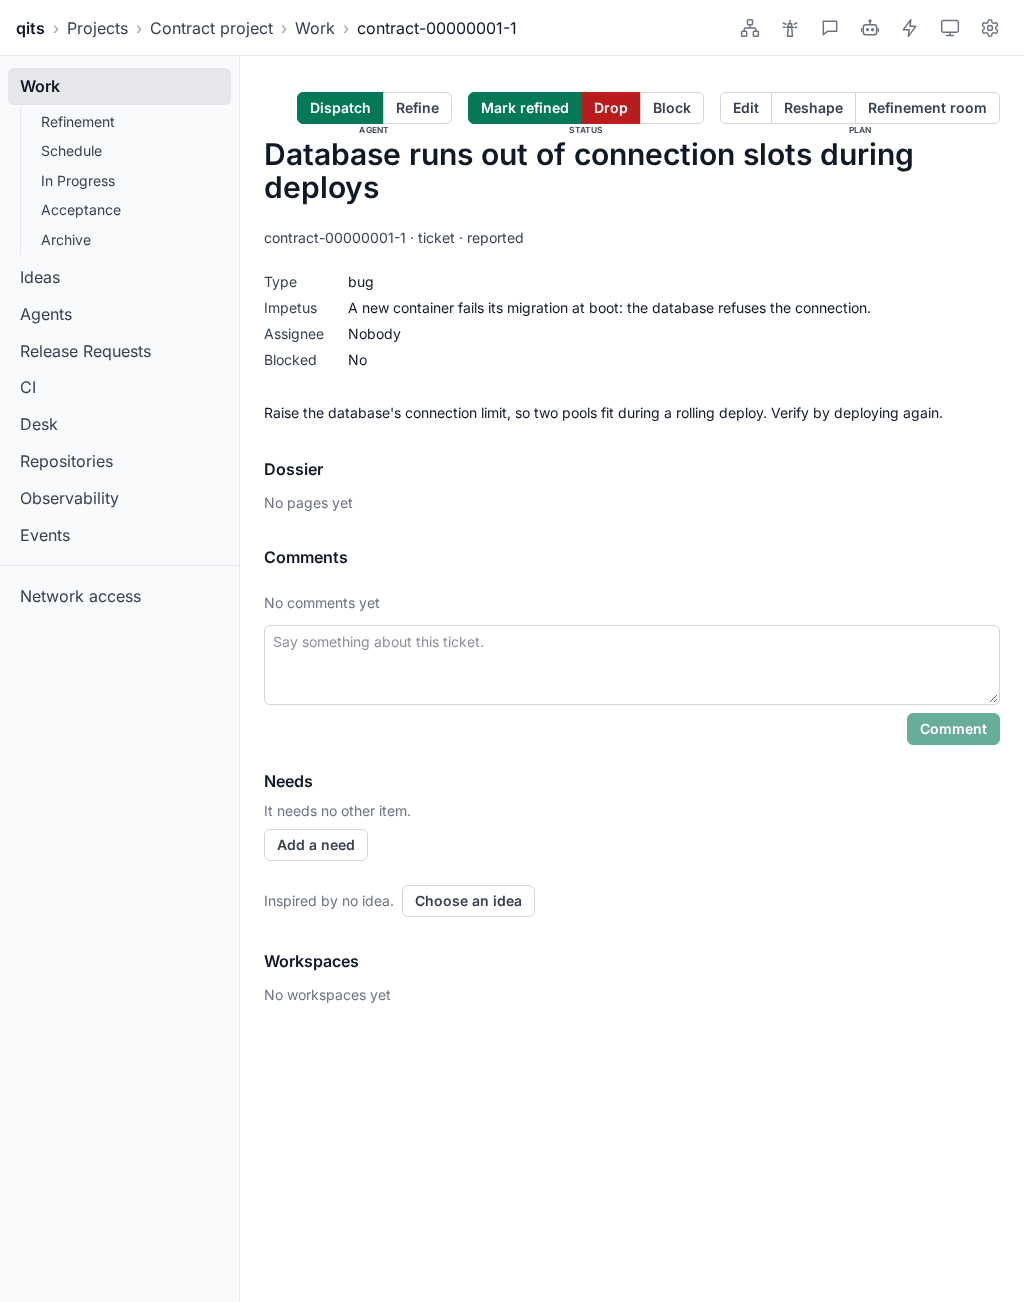 qits › Projects › Contract project › Work › contract-00000001-1
Work
Refinement
Schedule
In Progress
Acceptance
Archive
Ideas
Agents
Release Requests
CI
Desk
Repositories
Observability
Events
Network access
Dispatch Refine
AGENT
Mark refined Drop Block
STATUS
Edit Reshape Refinement room
PLAN
Database runs out of connection slots during
deploys
contract-00000001-1 · ticket · reported
Type bug
Impetus A new container fails its migration at boot: the database refuses the connection.
Assignee Nobody
Blocked No
Raise the database's connection limit, so two pools fit during a rolling deploy. Verify by deploying again.
Dossier
No pages yet
Comments
No comments yet
Say something about this ticket.
Comment
Needs
It needs no other item.
Add a need
Inspired by no idea. Choose an idea
Workspaces
No workspaces yet